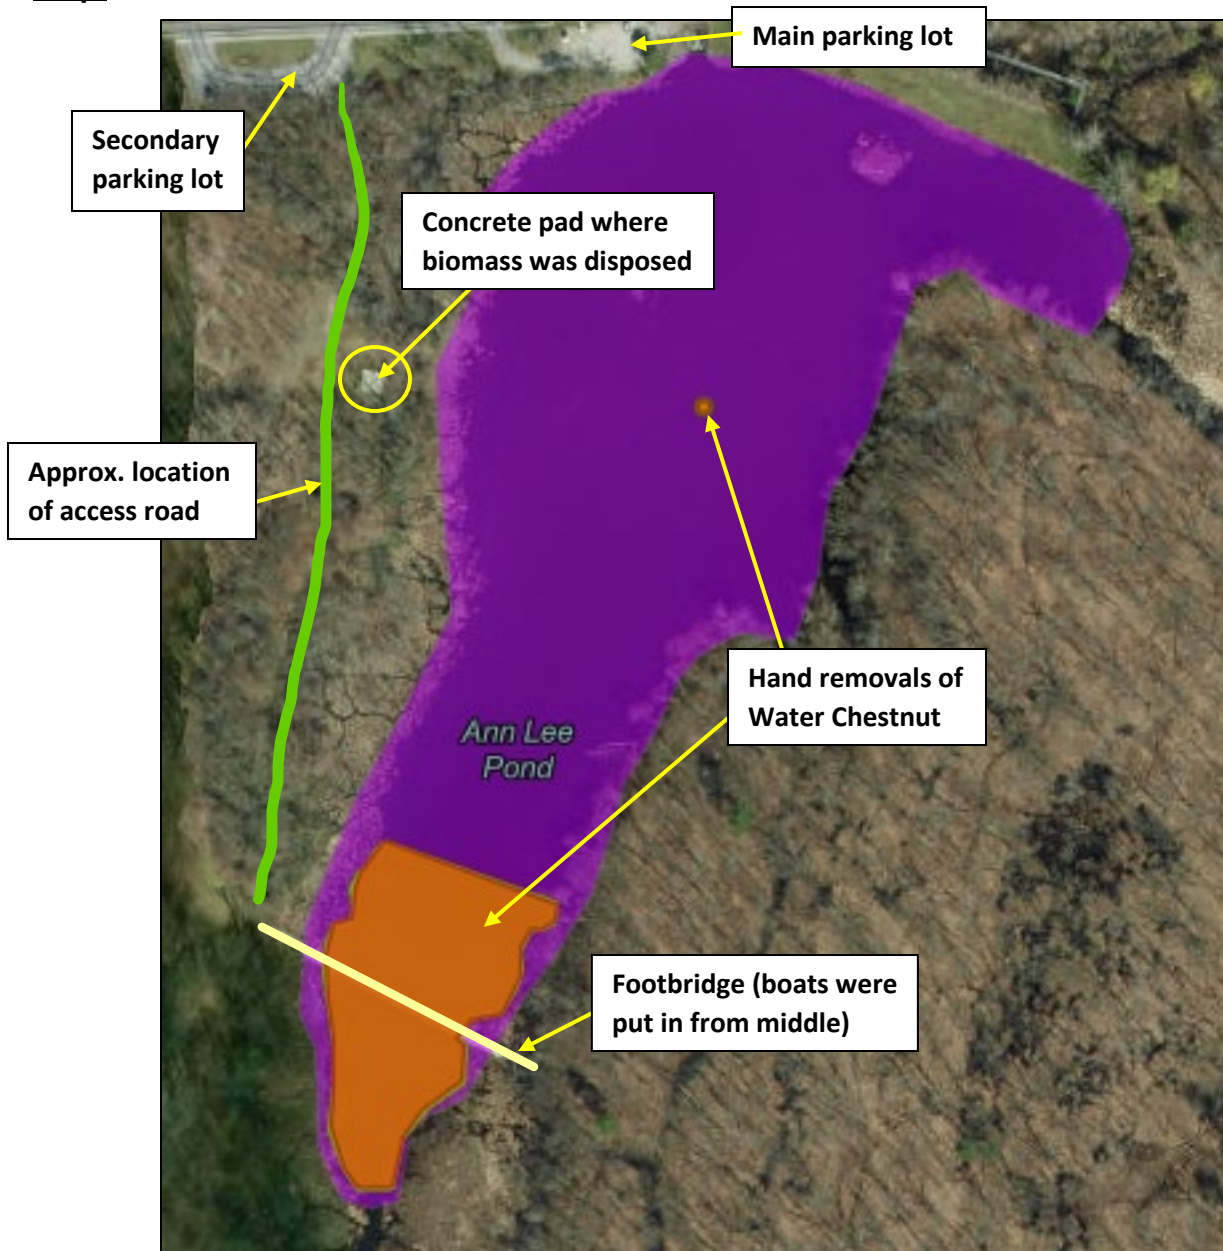 Main parking lot
Secondary
parking lot
Concrete pad where
biomass was disposed
Approx. location
of access road
Hand removals of
Water Chestnut
Ann Lee
Pond
Footbridge (boats were
put in from middle)